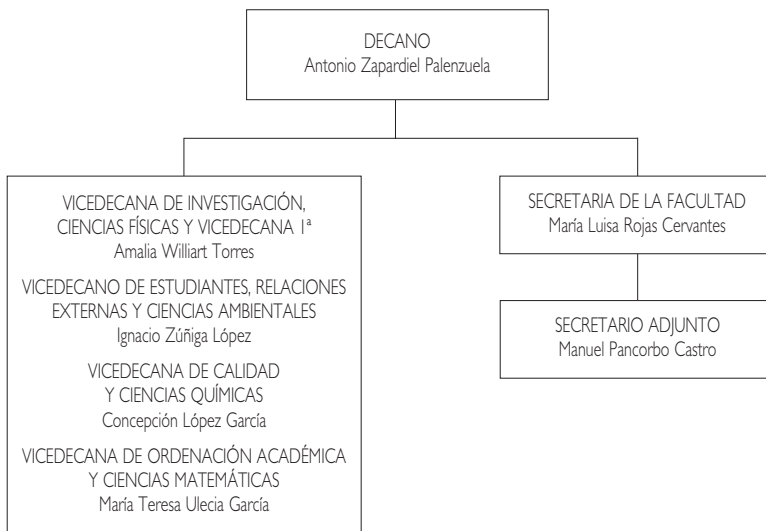 DECANO
Antonio Zapardiel Palenzuela
VICEDECANA DE INVESTIGACIÓN,
CIENCIAS FÍSICAS Y VICEDECANA 1ª
Amalia Williart Torres
VICEDECANO DE ESTUDIANTES, RELACIONES
EXTERNAS Y CIENCIAS AMBIENTALES
Ignacio Zúñiga López
VICEDECANA DE CALIDAD
Y CIENCIAS QUÍMICAS
Concepción López García
VICEDECANA DE ORDENACIÓN ACADÉMICA
Y CIENCIAS MATEMÁTICAS
María Teresa Ulecia García
SECRETARIA DE LA FACULTAD
María Luisa Rojas Cervantes
SECRETARIO ADJUNTO
Manuel Pancorbo Castro